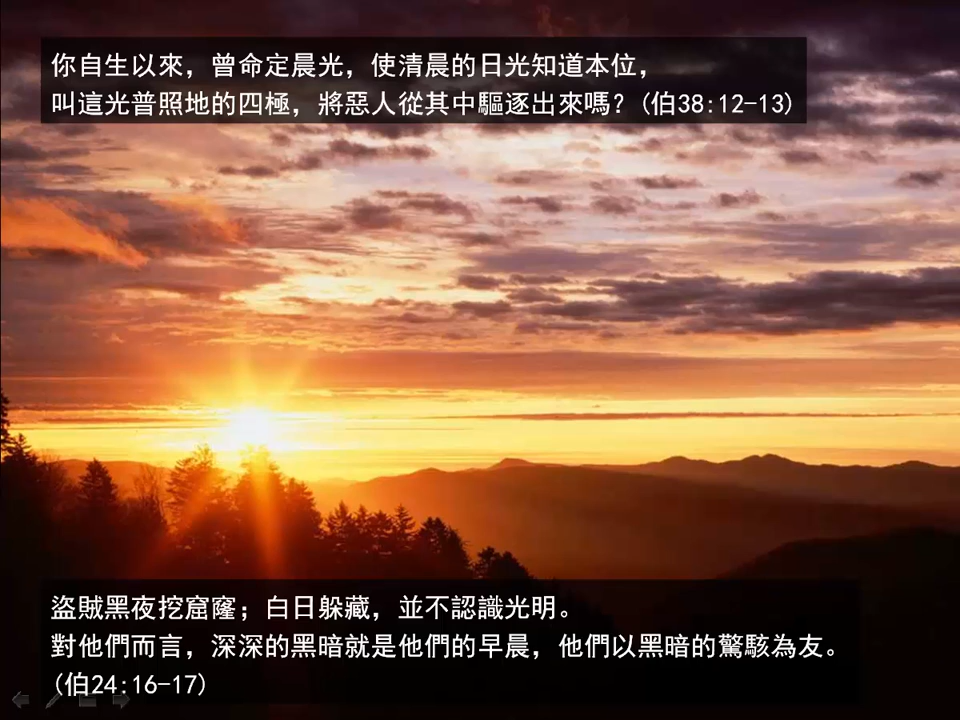 你自生以來，曾命定晨光，使清晨的日光知道本位，
叫這光普照地的四極，將惡人從其中驅逐出來嗎？(伯38:12-13)
盜賊黑夜挖窟窿；白日躲藏，並不認識光明。
對他們而言，深深的黑暗就是他們的早晨，他們以黑暗的驚駭為友。
(伯24:16-17)